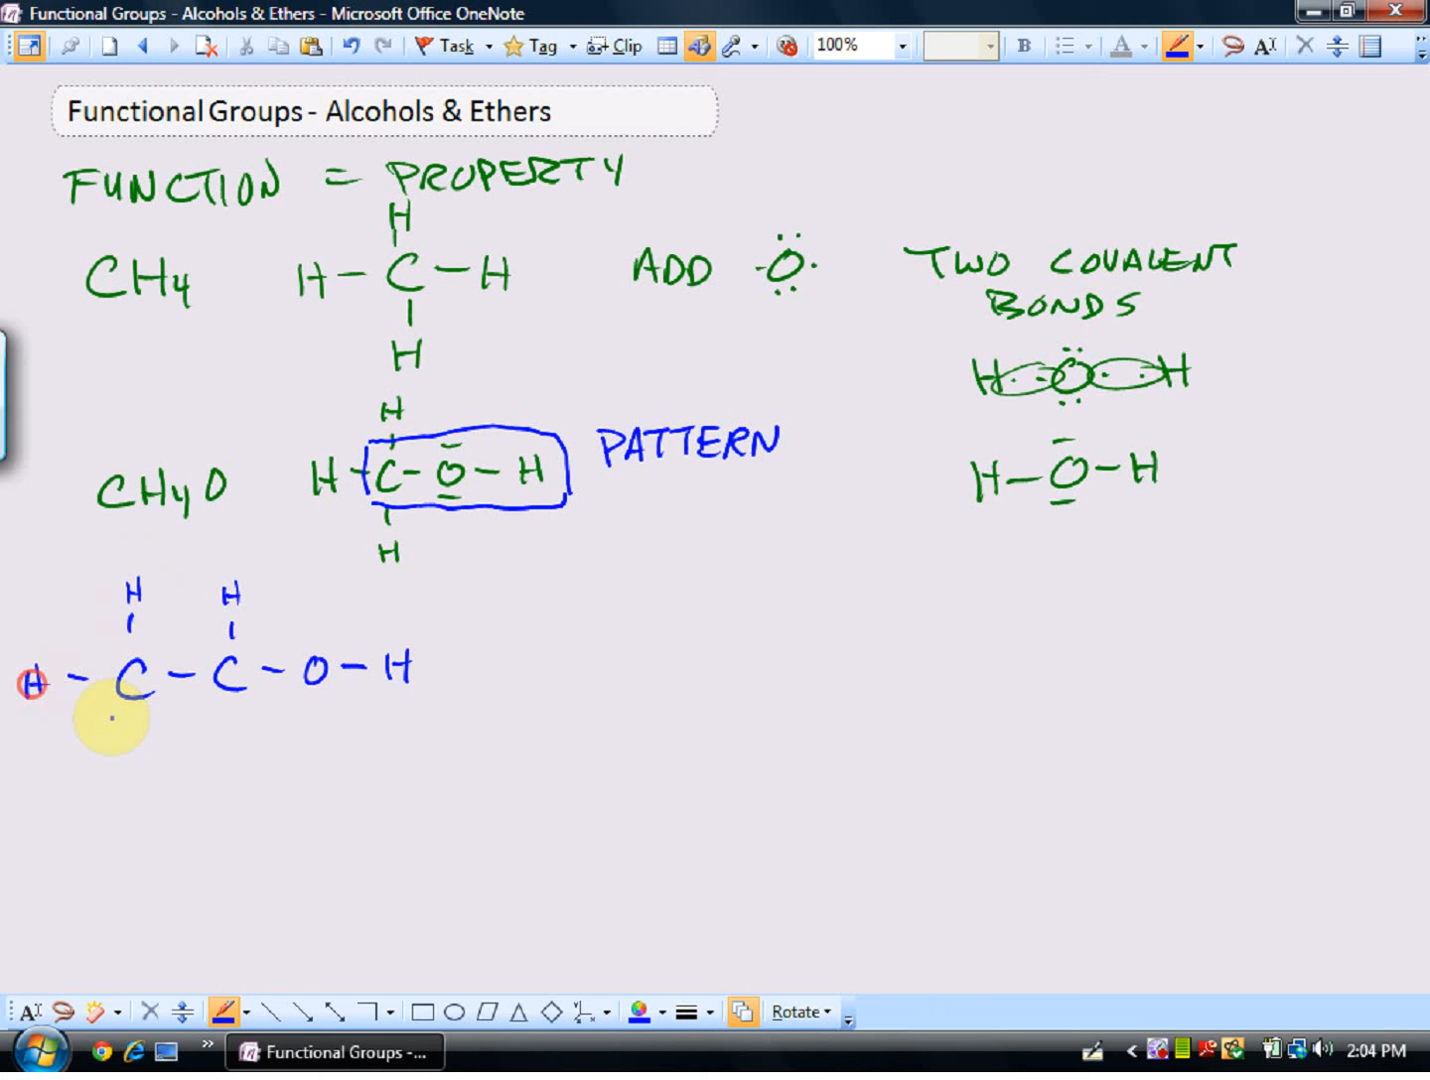 Functional Groups - Alcohols & Ethers - Microsoft Office OneNote
Task Tag Clip 100% B A A
Functional Groups - Alcohols & Ethers
FUNCTION = PROPERTY
H
CH4 H - C - H ADD O TWO COVALENT
BONDS
H
H O H
H
CH4O H - C - O - H PATTERN H - O - H
H
H H
H - C - C - O - H
A Rotate
Functional Groups -... 2:04 PM